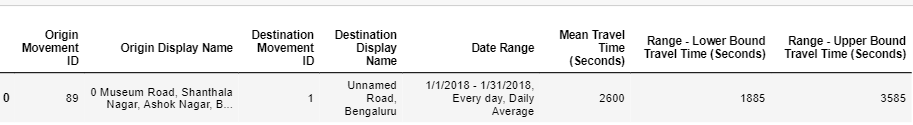 Origin Movement ID	Origin Display Name	Destination Movement ID	Destination Display Name	Date Range	Mean Travel Time (Seconds)	Range - Lower Bound Travel Time (Seconds)	Range - Upper Bound Travel Time (Seconds)
0	89	0 Museum Road, Shanthala Nagar, Ashok Nagar, B...	1	Unnamed Road, Bengaluru	1/1/2018 - 1/31/2018, Every day, Daily Average	2600	1885	3585